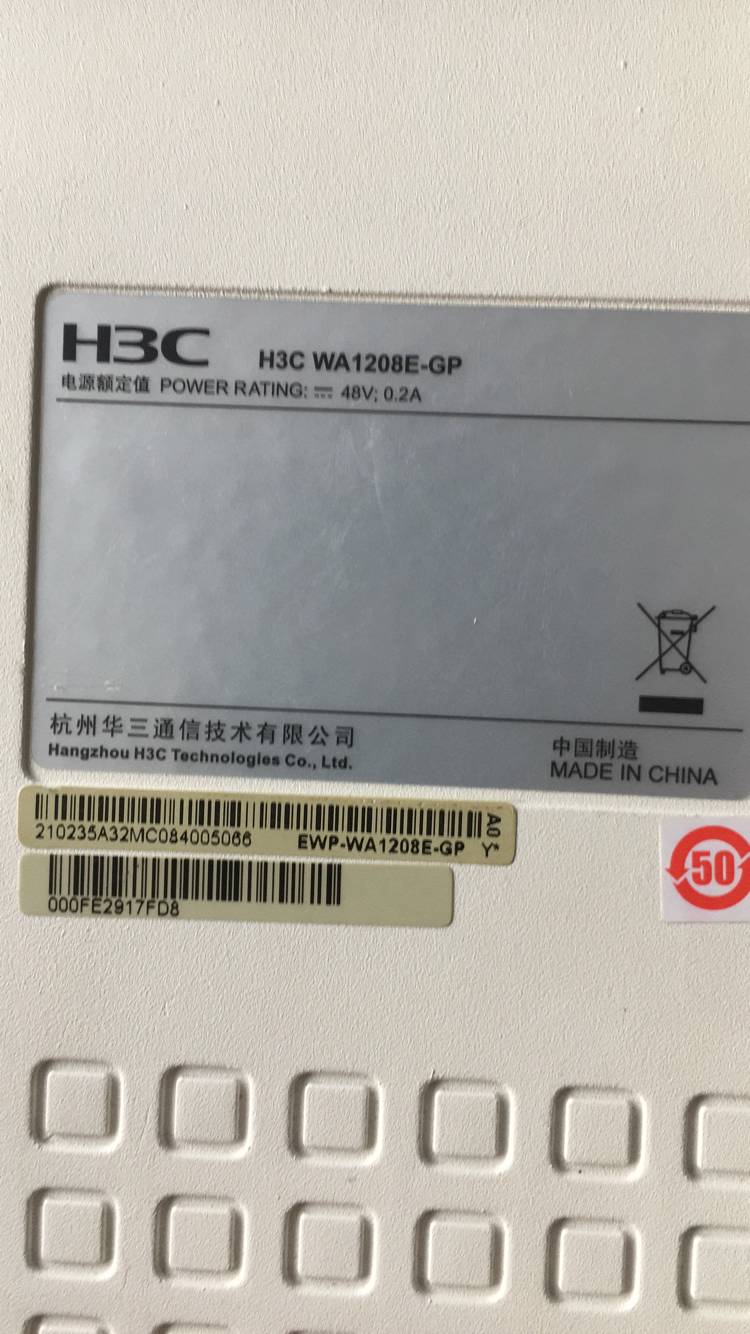 H3C
H3C WA1208E-GP
电源额定值 POWER RATING: ⎓ 48V; 0.2A
杭州华三通信技术有限公司
Hangzhou H3C Technologies Co., Ltd.
中国制造
MADE IN CHINA
210235A32MC084005066
EWP-WA1208E-GP
A0
Y*
000FE2917FD8
50